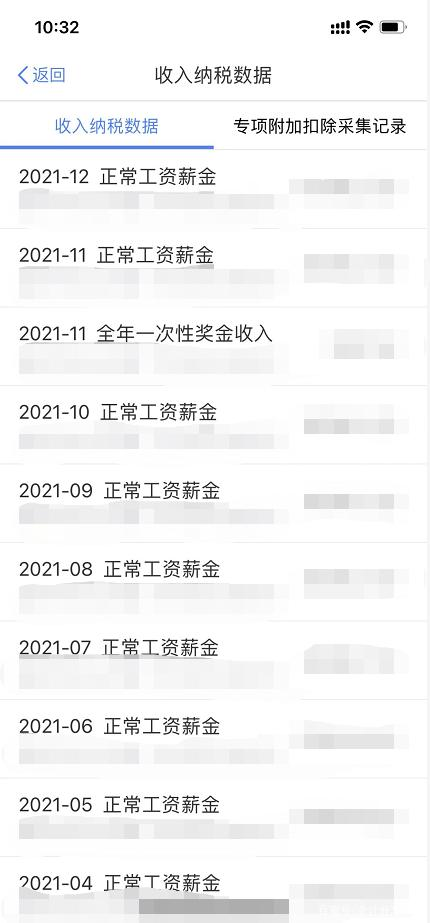 10:32
返回
收入纳税数据
收入纳税数据
专项附加扣除采集记录
2021-12 正常工资薪金
2021-11 正常工资薪金
2021-11 全年一次性奖金收入
2021-10 正常工资薪金
2021-09 正常工资薪金
2021-08 正常工资薪金
2021-07 正常工资薪金
2021-06 正常工资薪金
2021-05 正常工资薪金
2021-04 正常工资薪金